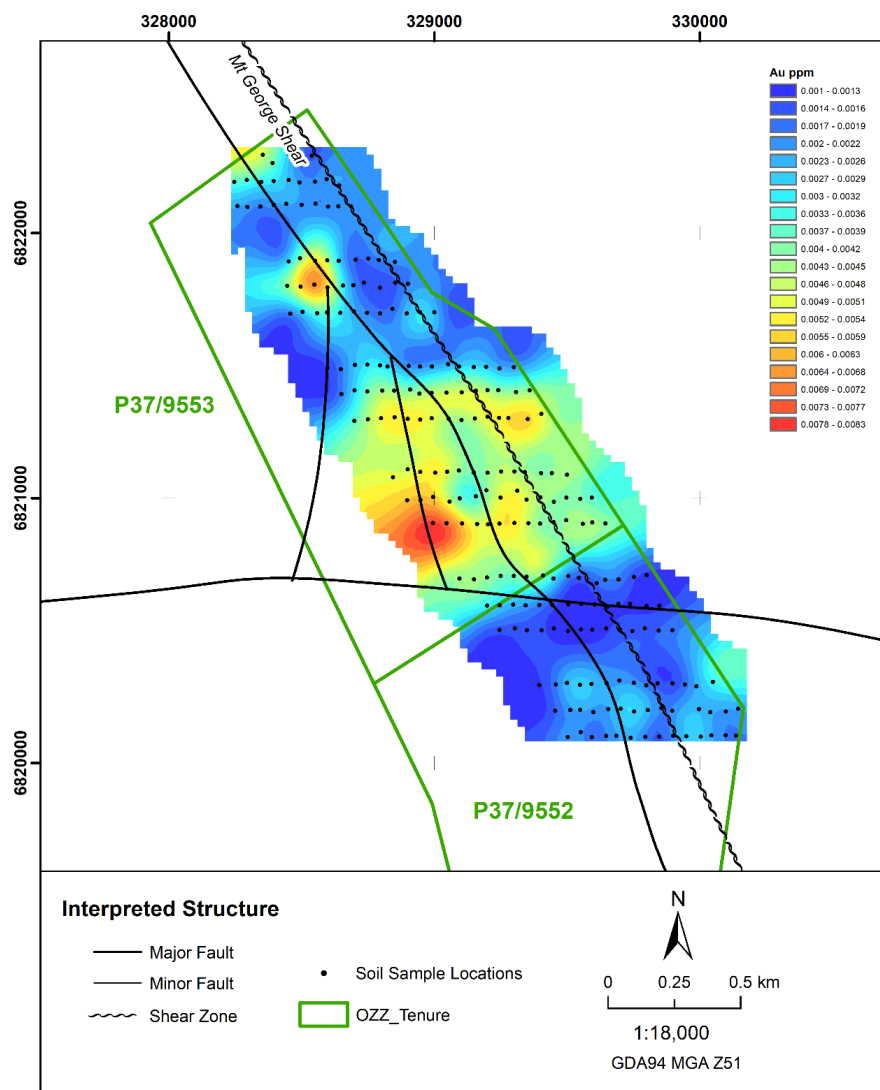 328000
329000
330000
6822000
6821000
6820000
Mt George Shear
P37/9553
P37/9552
Au ppm
0.001 - 0.0013
0.0014 - 0.0016
0.0017 - 0.0019
0.002 - 0.0022
0.0023 - 0.0026
0.0027 - 0.0029
0.003 - 0.0032
0.0033 - 0.0036
0.0037 - 0.0039
0.004 - 0.0042
0.0043 - 0.0045
0.0046 - 0.0048
0.0049 - 0.0051
0.0052 - 0.0054
0.0055 - 0.0059
0.006 - 0.0063
0.0064 - 0.0068
0.0069 - 0.0072
0.0073 - 0.0077
0.0078 - 0.0083
Interpreted Structure
Major Fault
Minor Fault
Shear Zone
Soil Sample Locations
OZZ_Tenure
N
0 0.25 0.5 km
1:18,000
GDA94 MGA Z51